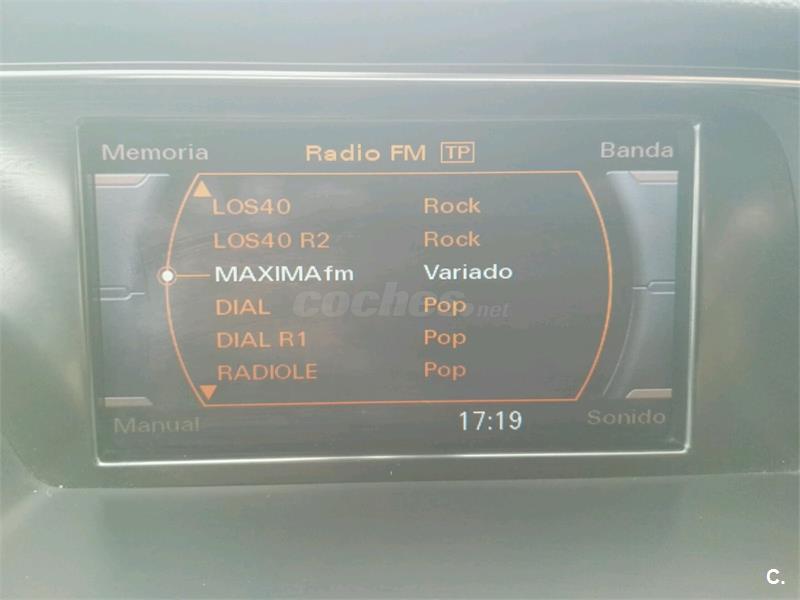 Memoria Radio FM TP Banda
LOS40 Rock
LOS40 R2 Rock
MAXIMAfm Variado
DIAL Pop
DIAL R1 Pop
RADIOLE Pop
coches.net
Manual 17:19 Sonido
C.